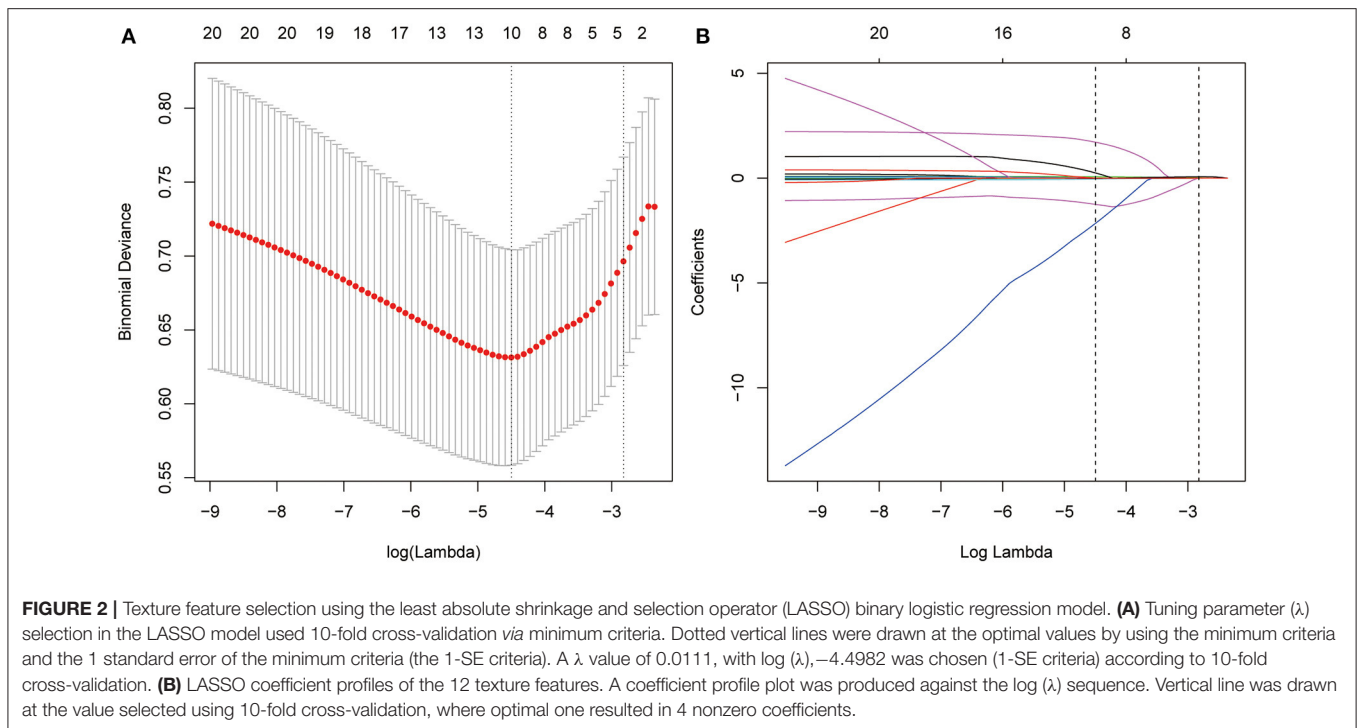 A
20 20 20 19 18 17 13 13 10 8 8 5 5 2
0.80
0.75
0.70
0.65
0.60
0.55
Binomial Deviance
−9 −8 −7 −6 −5 −4 −3
log(Lambda)
B
20 16 8
5
0
−5
−10
Coefficients
−9 −8 −7 −6 −5 −4 −3
Log Lambda
FIGURE 2 | Texture feature selection using the least absolute shrinkage and selection operator (LASSO) binary logistic regression model. (A) Tuning parameter (λ)
selection in the LASSO model used 10-fold cross-validation via minimum criteria. Dotted vertical lines were drawn at the optimal values by using the minimum criteria
and the 1 standard error of the minimum criteria (the 1-SE criteria). A λ value of 0.0111, with log (λ),−4.4982 was chosen (1-SE criteria) according to 10-fold
cross-validation. (B) LASSO coefficient profiles of the 12 texture features. A coefficient profile plot was produced against the log (λ) sequence. Vertical line was drawn
at the value selected using 10-fold cross-validation, where optimal one resulted in 4 nonzero coefficients.